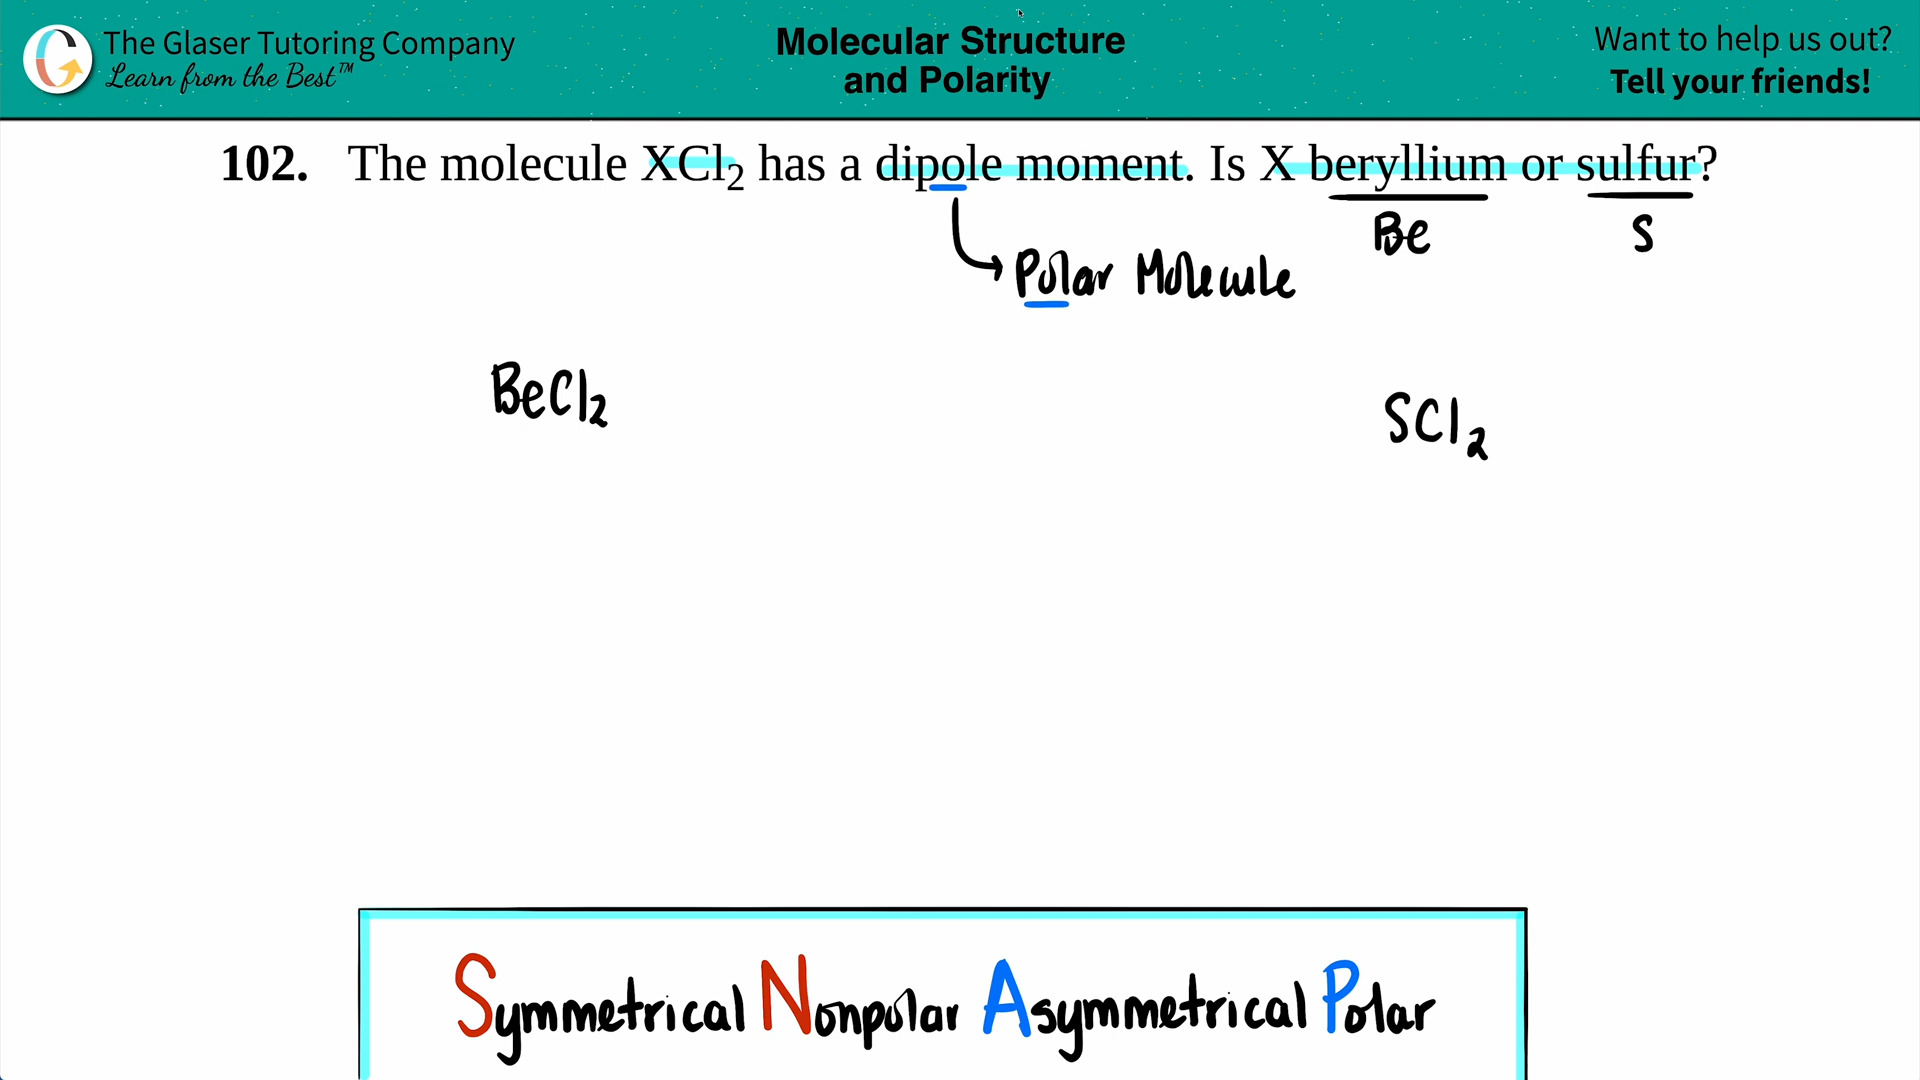 The Glaser Tutoring Company
Learn from the Best™
Molecular Structure
and Polarity
Want to help us out?
Tell your friends!
102. The molecule XCl₂ has a dipole moment. Is X beryllium or sulfur?
Be
S
Polar Molecule
BeCl₂
SCl₂
Symmetrical Nonpolar Asymmetrical Polar